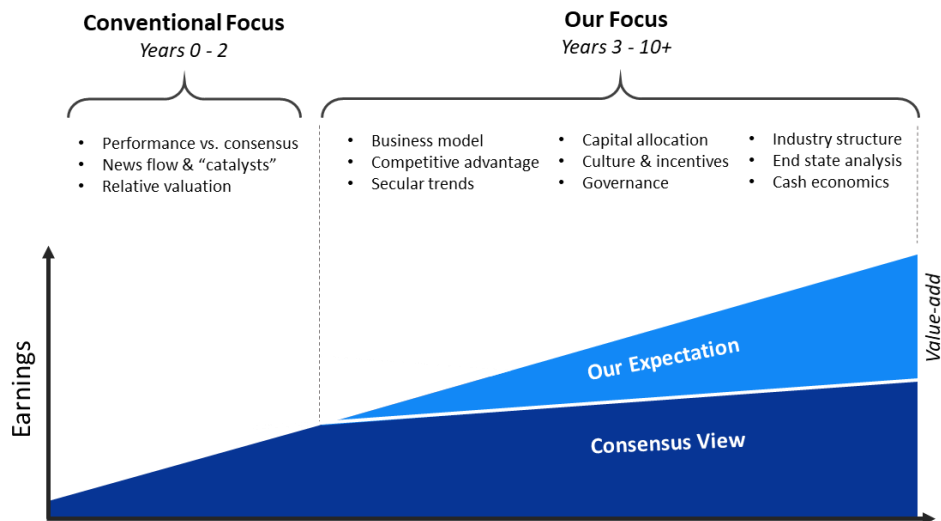 Conventional Focus
Years 0 - 2
Our Focus
Years 3 - 10+
• Performance vs. consensus
• News flow & “catalysts”
• Relative valuation
• Business model
• Competitive advantage
• Secular trends
• Capital allocation
• Culture & incentives
• Governance
• Industry structure
• End state analysis
• Cash economics
Earnings
Our Expectation
Consensus View
Value-add